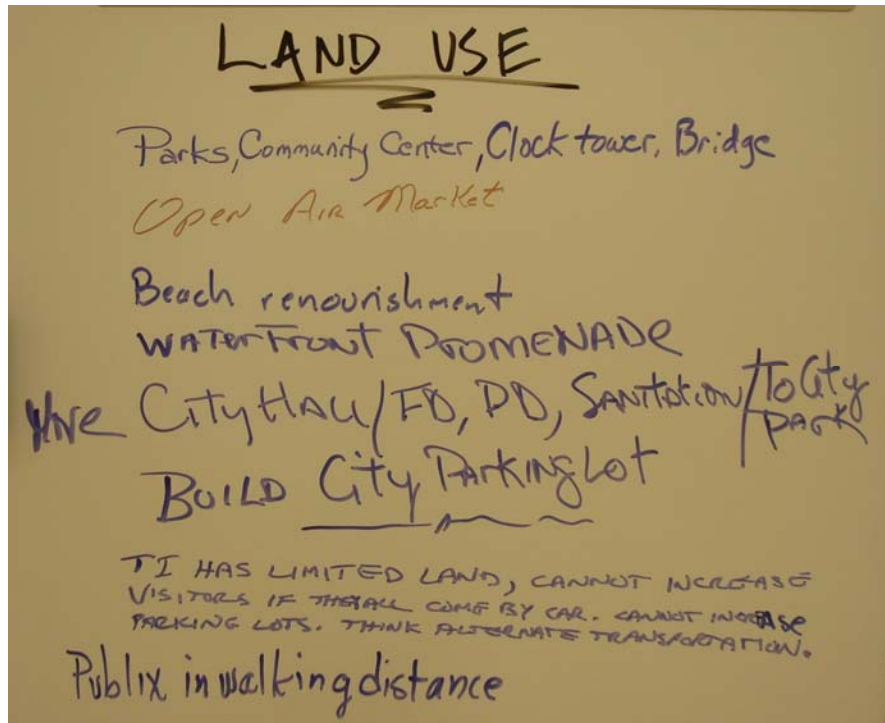 LAND USE
Parks, Community Center, Clock tower, Bridge
Open Air Market
Beach renourishment
WATERFRONT PROMENADE
City Hall/FD, PD, Sanitation/To City
PARK
BUILD City Parking Lot
TI HAS LIMITED LAND, CANNOT INCREASE
VISITORS IF THEY ALL COME BY CAR. CANNOT INCREASE
PARKING LOTS. THINK ALTERNATE TRANSPORTATION.
Publix in walking distance